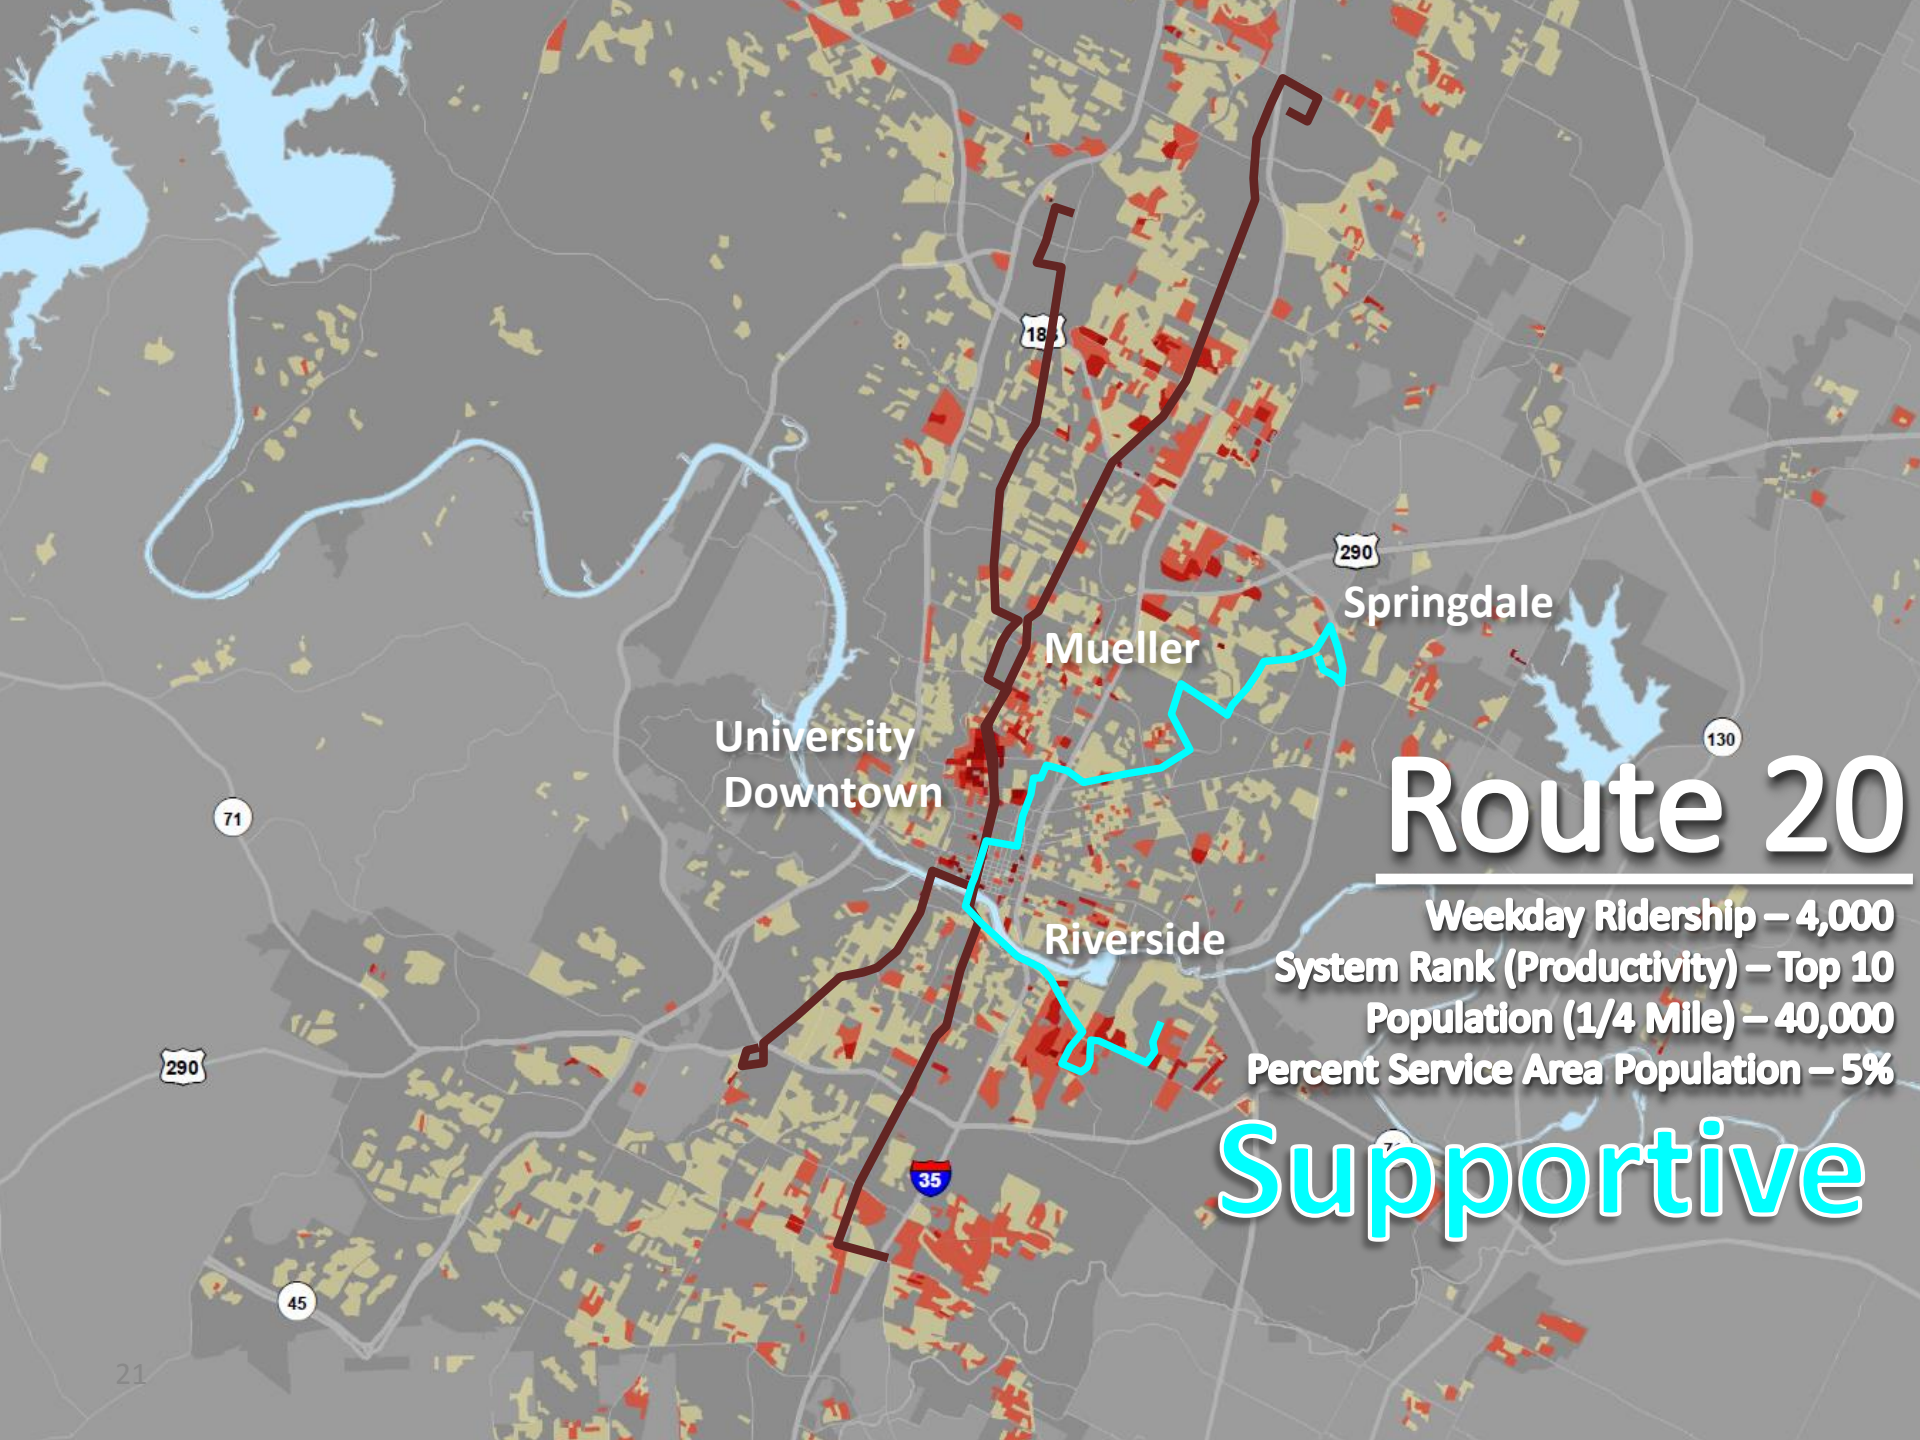 183
290
Springdale
Mueller
University
Downtown
130
71
Route 20
Weekday Ridership – 4,000
Riverside
System Rank (Productivity) – Top 10
Population (1/4 Mile) – 40,000
290
Percent Service Area Population – 5%
Supportive
35
45
21